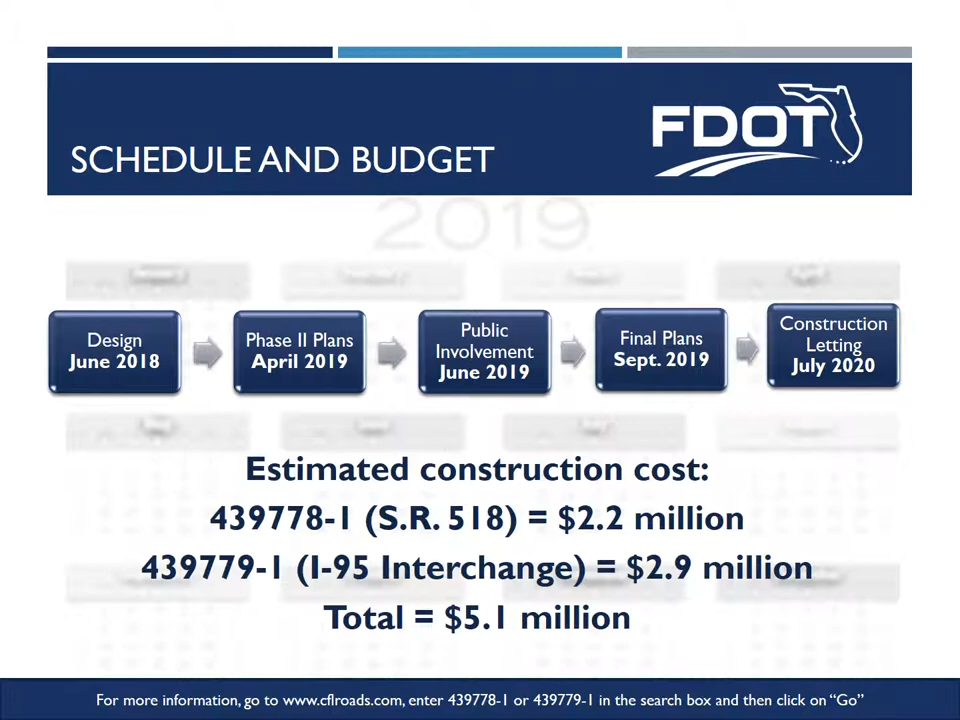 SCHEDULE AND BUDGET
FDOT
2019
Design
June 2018
Phase II Plans
April 2019
Public
Involvement
June 2019
Final Plans
Sept. 2019
Construction
Letting
July 2020
Estimated construction cost:
439778-1 (S.R. 518) = $2.2 million
439779-1 (I-95 Interchange) = $2.9 million
Total = $5.1 million
For more information, go to www.cflroads.com, enter 439778-1 or 439779-1 in the search box and then click on “Go”